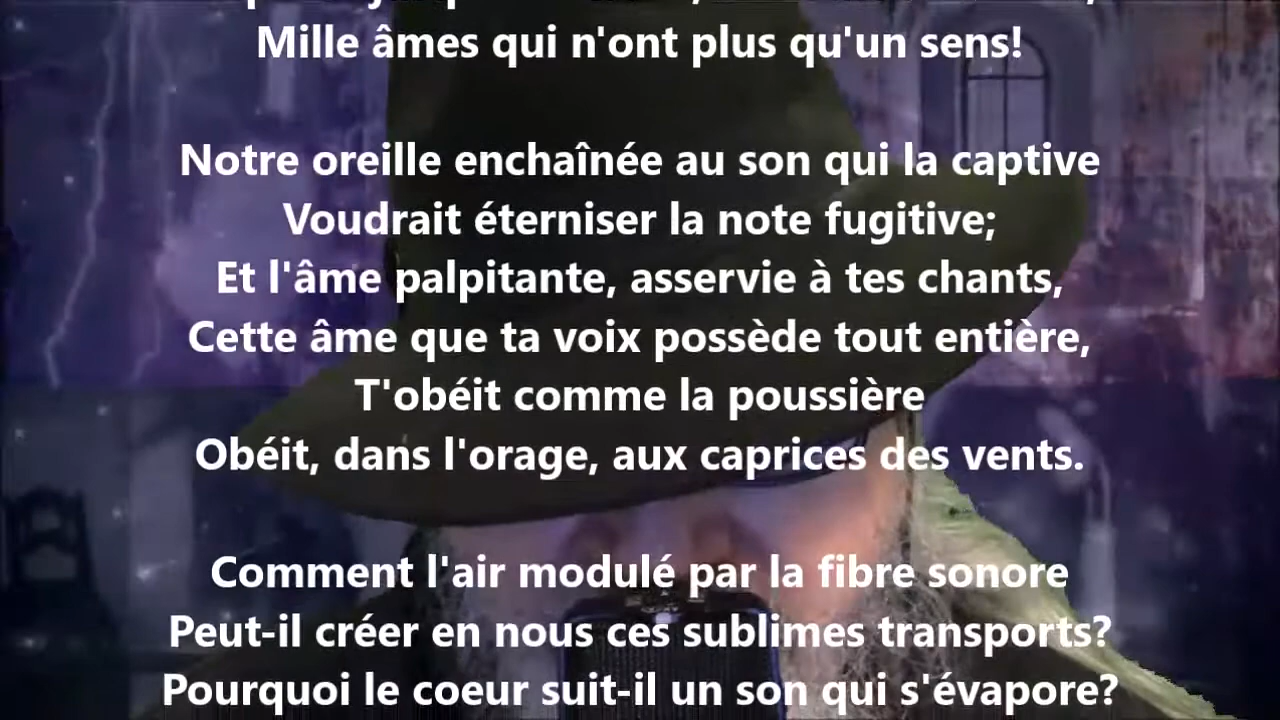 Mille âmes qui n'ont plus qu'un sens!
Notre oreille enchaînée au son qui la captive
Voudrait éterniser la note fugitive;
Et l'âme palpitante, asservie à tes chants,
Cette âme que ta voix possède tout entière,
T'obéit comme la poussière
Obéit, dans l'orage, aux caprices des vents.
Comment l'air modulé par la fibre sonore
Peut-il créer en nous ces sublimes transports?
Pourquoi le coeur suit-il un son qui s'évapore?